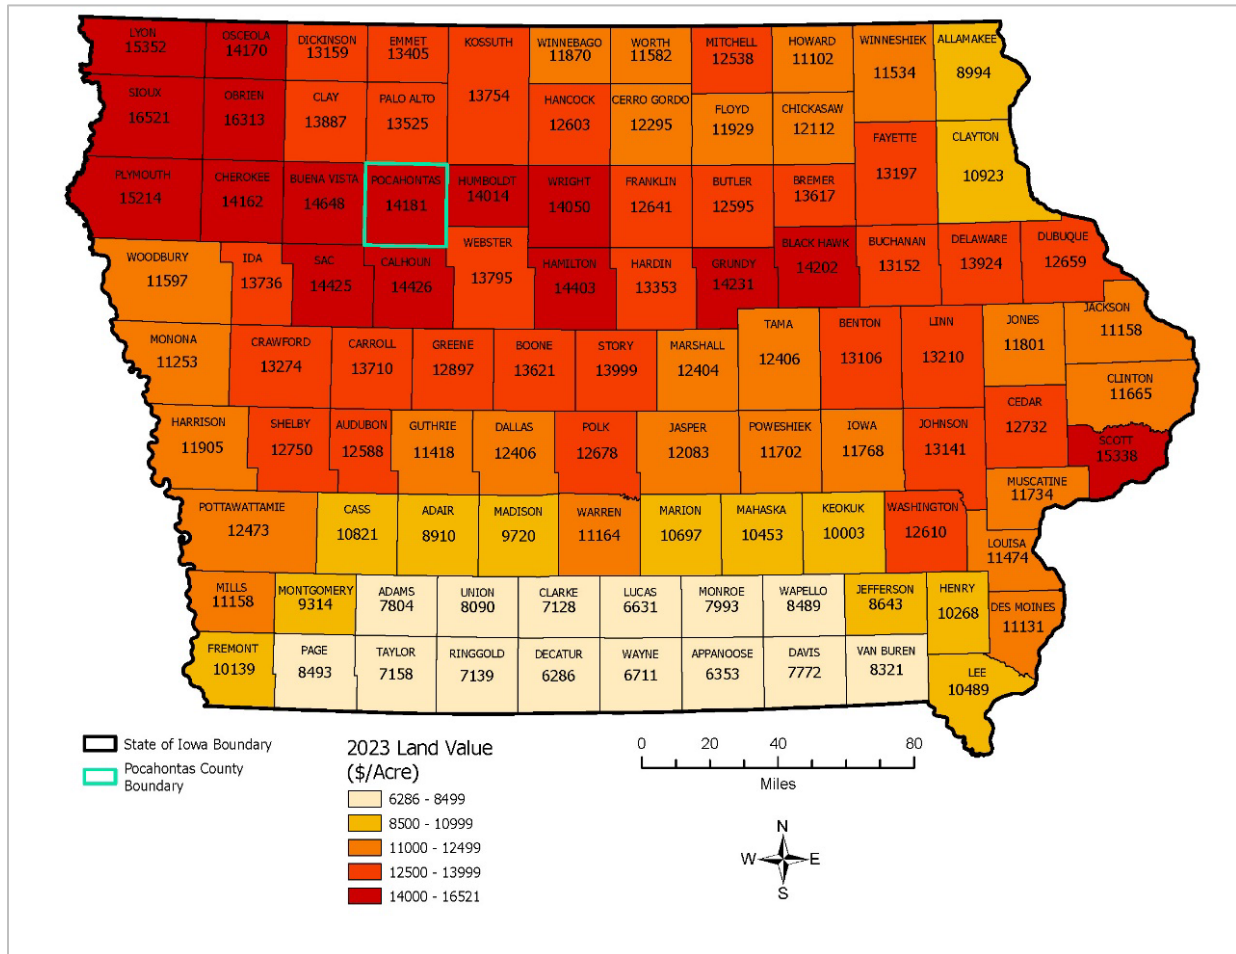 LYON
15352
OSCEOLA
14170
DICKINSON
13159
EMMET
13405
KOSSUTH
13754
WINNEBAGO
11870
WORTH
11582
MITCHELL
12538
HOWARD
11102
WINNESHIEK
11534
ALLAMAKEE
8994
SIOUX
16521
OBRIEN
16313
CLAY
13887
PALO ALTO
13525
HANCOCK
12603
CERRO GORDO
12295
FLOYD
11929
CHICKASAW
12112
FAYETTE
13197
CLAYTON
10923
PLYMOUTH
15214
CHEROKEE
14162
BUENA VISTA
14648
POCAHONTAS
14181
HUMBOLDT
14014
WRIGHT
14050
FRANKLIN
12641
BUTLER
12595
BREMER
13617
WOODBURY
11597
IDA
13736
SAC
14425
CALHOUN
14426
WEBSTER
13795
HAMILTON
14403
HARDIN
13353
GRUNDY
14231
BLACK HAWK
14202
BUCHANAN
13152
DELAWARE
13924
DUBUQUE
12659
MONONA
11253
CRAWFORD
13274
CARROLL
13710
GREENE
12897
BOONE
13621
STORY
13999
MARSHALL
12404
TAMA
12406
BENTON
13106
LINN
13210
JONES
11801
JACKSON
11158
CLINTON
11665
HARRISON
11905
SHELBY
12750
AUDUBON
12588
GUTHRIE
11418
DALLAS
12406
POLK
12678
JASPER
12083
POWESHIEK
11702
IOWA
11768
JOHNSON
13141
CEDAR
12732
SCOTT
15338
MUSCATINE
11734
POTTAWATTAMIE
12473
CASS
10821
ADAIR
8910
MADISON
9720
WARREN
11164
MARION
10697
MAHASKA
10453
KEOKUK
10003
WASHINGTON
12610
LOUISA
11474
MILLS
11158
MONTGOMERY
9314
ADAMS
7804
UNION
8090
CLARKE
7128
LUCAS
6631
MONROE
7993
WAPELLO
8489
JEFFERSON
8643
HENRY
10268
DES MOINES
11131
FREMONT
10139
PAGE
8493
TAYLOR
7158
RINGGOLD
7139
DECATUR
6286
WAYNE
6711
APPANOOSE
6353
DAVIS
7772
VAN BUREN
8321
LEE
10489
State of Iowa Boundary
Pocahontas County
Boundary
2023 Land Value
($/Acre)
6286 - 8499
8500 - 10999
11000 - 12499
12500 - 13999
14000 - 16521
0 20 40 60 80
Miles
N
W E
S